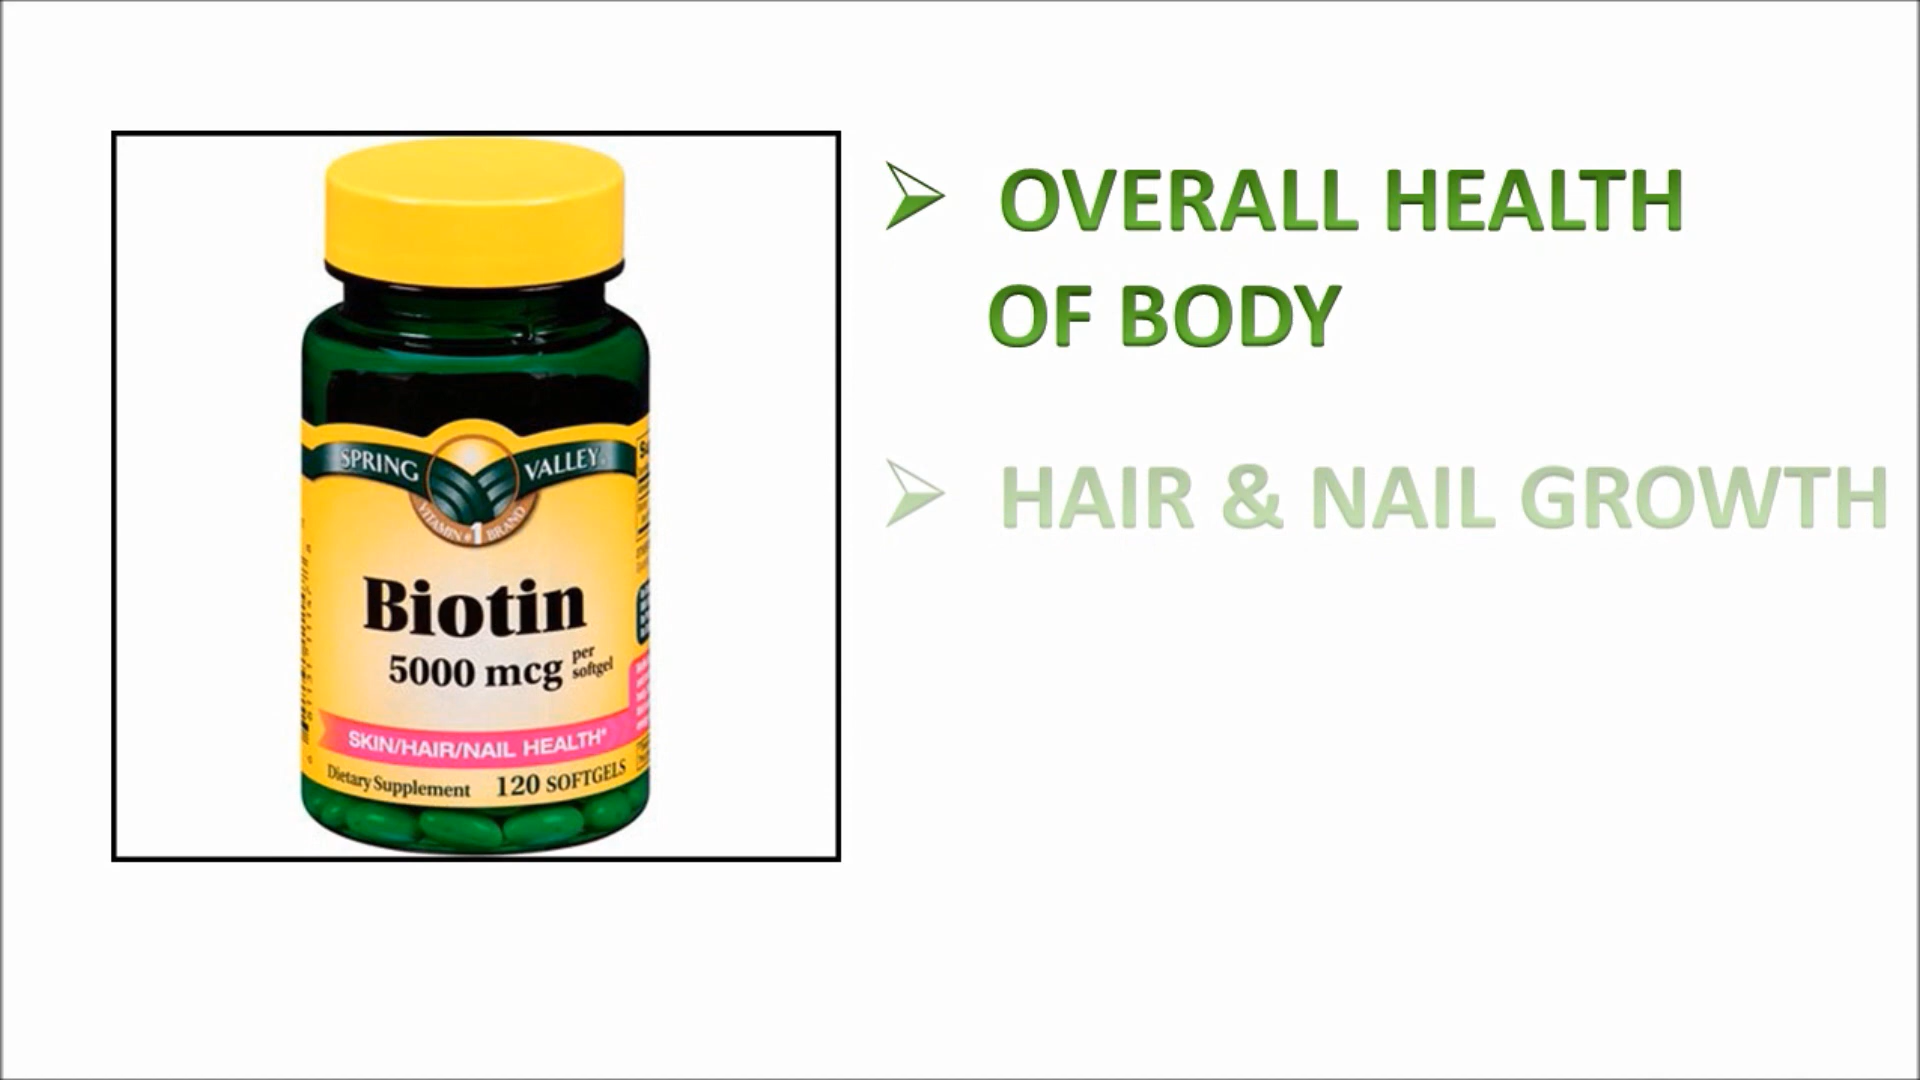 OVERALL HEALTH
OF BODY
HAIR & NAIL GROWTH
SPRING VALLEY
VITAMIN #1 BRAND
Biotin
5000 mcg per softgel
SKIN/HAIR/NAIL HEALTH*
Dietary Supplement 120 SOFTGELS